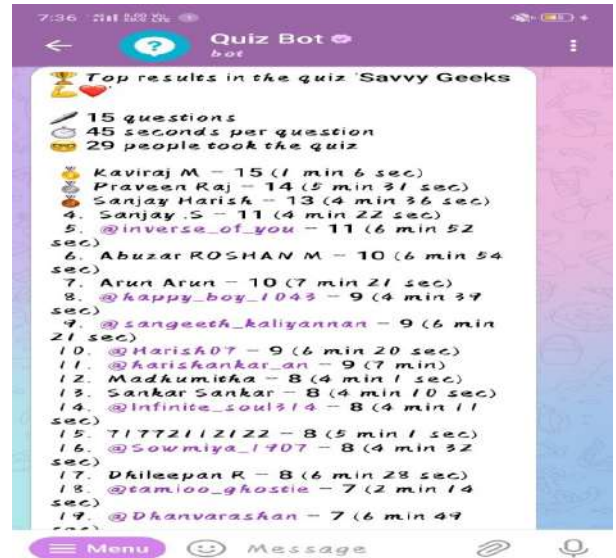 7:36
Quiz Bot
bot
🏆 Top results in the quiz 'Savvy Geeks
💪❤️'
🖊 15 questions
⏱ 45 seconds per question
🤓 29 people took the quiz
🥇 Kaviraj M – 15 (1 min 6 sec)
🥈 Praveen Raj – 14 (5 min 31 sec)
🥉 Sanjay Harish – 13 (4 min 36 sec)
4. Sanjay .S – 11 (4 min 22 sec)
5. @inverse_of_you – 11 (6 min 52
sec)
6. Abuzar ROSHAN M – 10 (6 min 54
sec)
7. Arun Arun – 10 (7 min 21 sec)
8. @happy_boy_1043 – 9 (4 min 39
sec)
9. @sangeeth_kaliyannan – 9 (6 min
21 sec)
10. @Harish07 – 9 (6 min 20 sec)
11. @harishankar_an – 9 (7 min)
12. Madhumitha – 8 (4 min 1 sec)
13. Sankar Sankar – 8 (4 min 10 sec)
14. @Infinite_soul314 – 8 (4 min 11
sec)
15. 71772112122 – 8 (5 min 1 sec)
16. @Sowmiya_1907 – 8 (4 min 32
sec)
17. Dhileepan R – 8 (6 min 28 sec)
18. @tamioo_ghostie – 7 (2 min 14
sec)
19. @Dhanvarashan – 7 (6 min 49
sec)
Menu Message